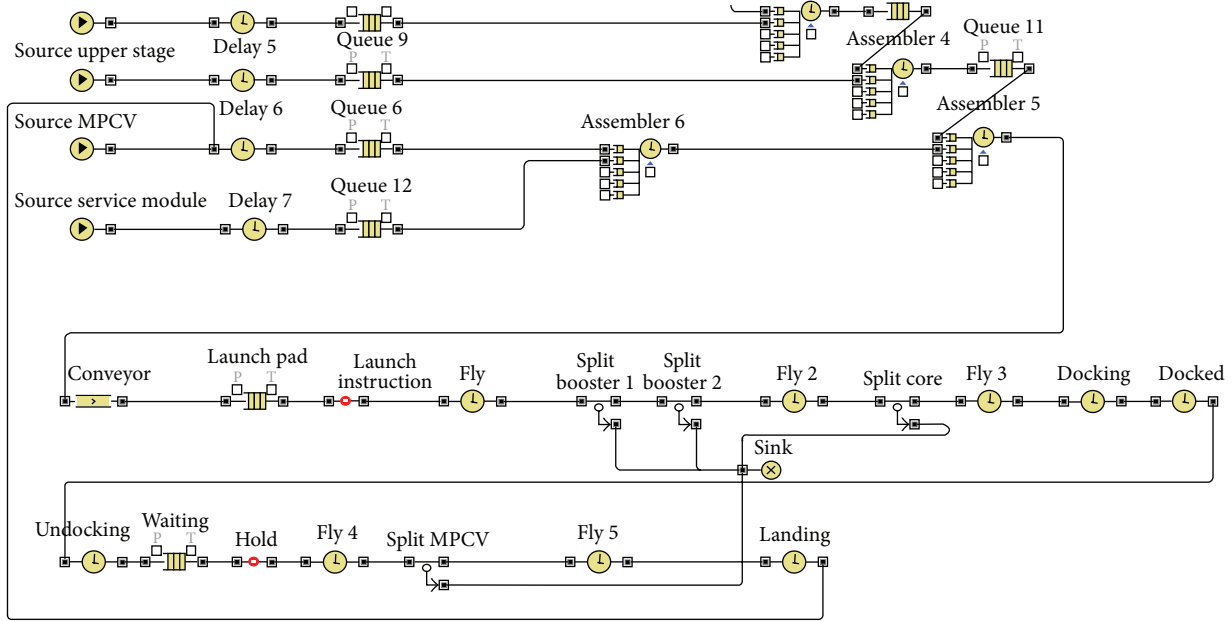 Source upper stage
Delay 5
Queue 9
P T
Assembler 4
Queue 11
P T
Source MPCV
Delay 6
Queue 6
P T
Assembler 6
Assembler 5
Source service module
Delay 7
Queue 12
P T
Conveyor
Launch pad
P T
Launch
instruction
Fly
Split
booster 1
Split
booster 2
Fly 2
Split core
Fly 3
Docking
Docked
Sink
Undocking
Waiting
P T
Hold
Fly 4
Split MPCV
Fly 5
Landing